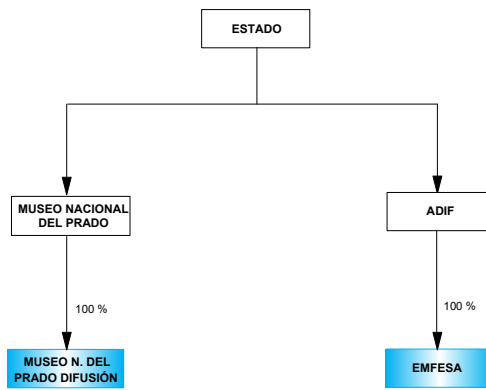 ESTADO
MUSEO NACIONAL
DEL PRADO
ADIF
100 %
100 %
MUSEO N. DEL
PRADO DIFUSIÓN
EMFESA